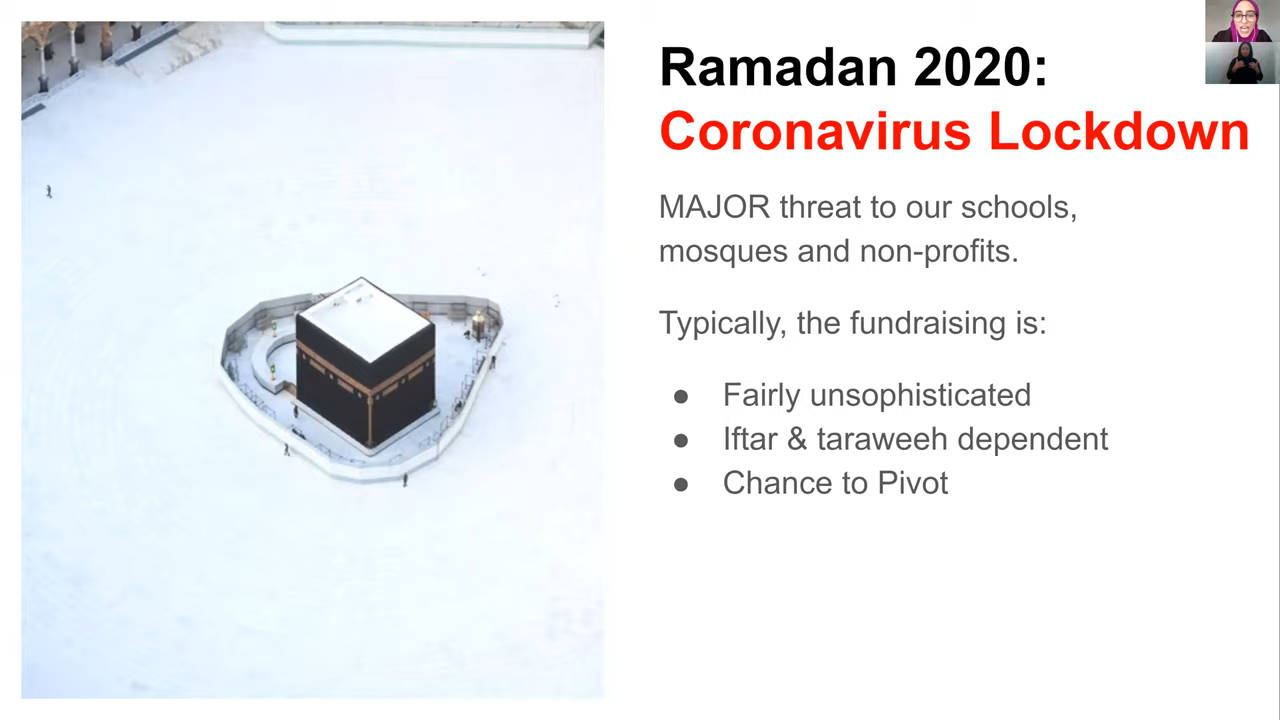 Ramadan 2020:
Coronavirus Lockdown
MAJOR threat to our schools,
mosques and non-profits.
Typically, the fundraising is:
● Fairly unsophisticated
● Iftar & taraweeh dependent
● Chance to Pivot